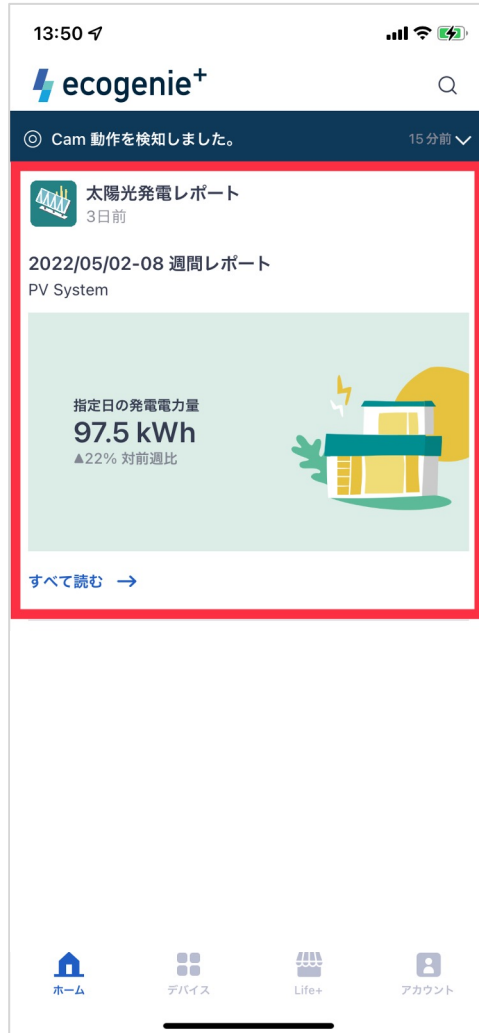 13:50
ecogenie+
Cam 動作を検知しました。 15分前
太陽光発電レポート
3日前
2022/05/02-08 週間レポート
PV System
指定日の発電電力量
97.5 kWh
▲22% 対前週比
すべて読む →
ホーム デバイス Life+ アカウント